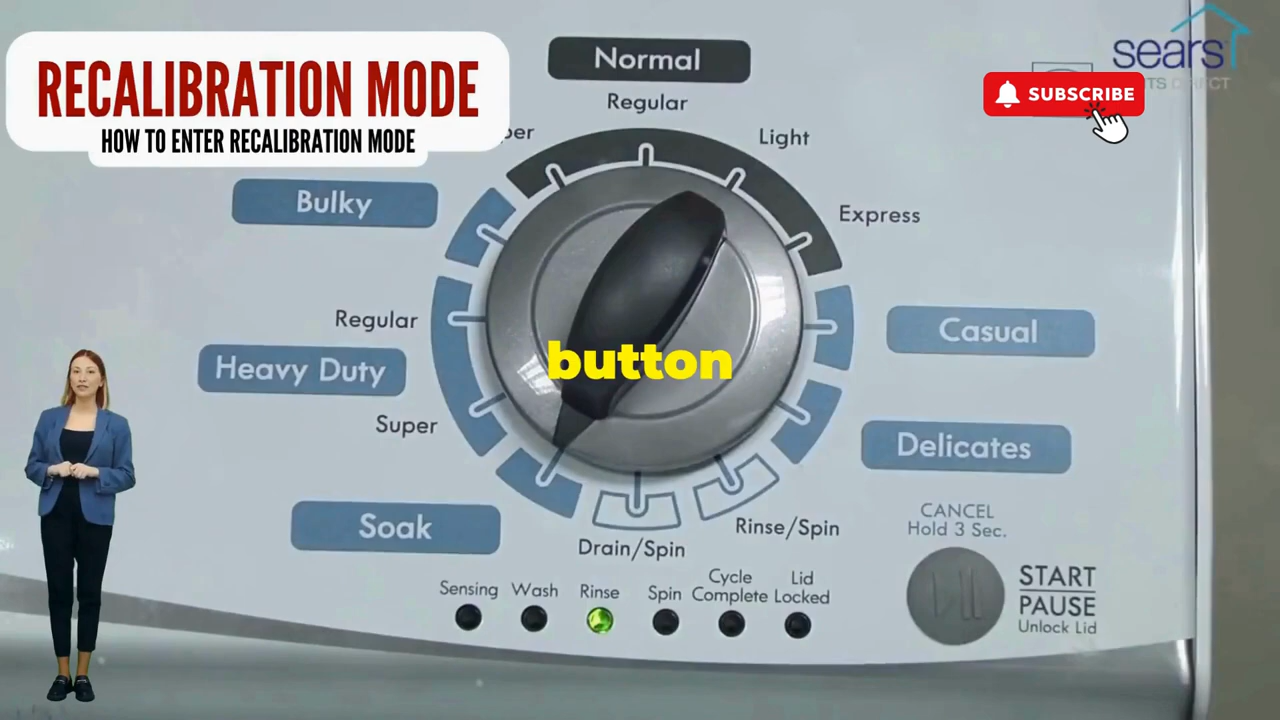 RECALIBRATION MODE
HOW TO ENTER RECALIBRATION MODE
Normal
Regular
Light
Express
sears
SUBSCRIBE
Bulky
Regular
Heavy Duty
Super
button
Casual
Delicates
Soak
Drain/Spin
Rinse/Spin
CANCEL
Hold 3 Sec.
Sensing
Wash
Rinse
Spin
Cycle
Complete
Lid
Locked
START
PAUSE
Unlock Lid